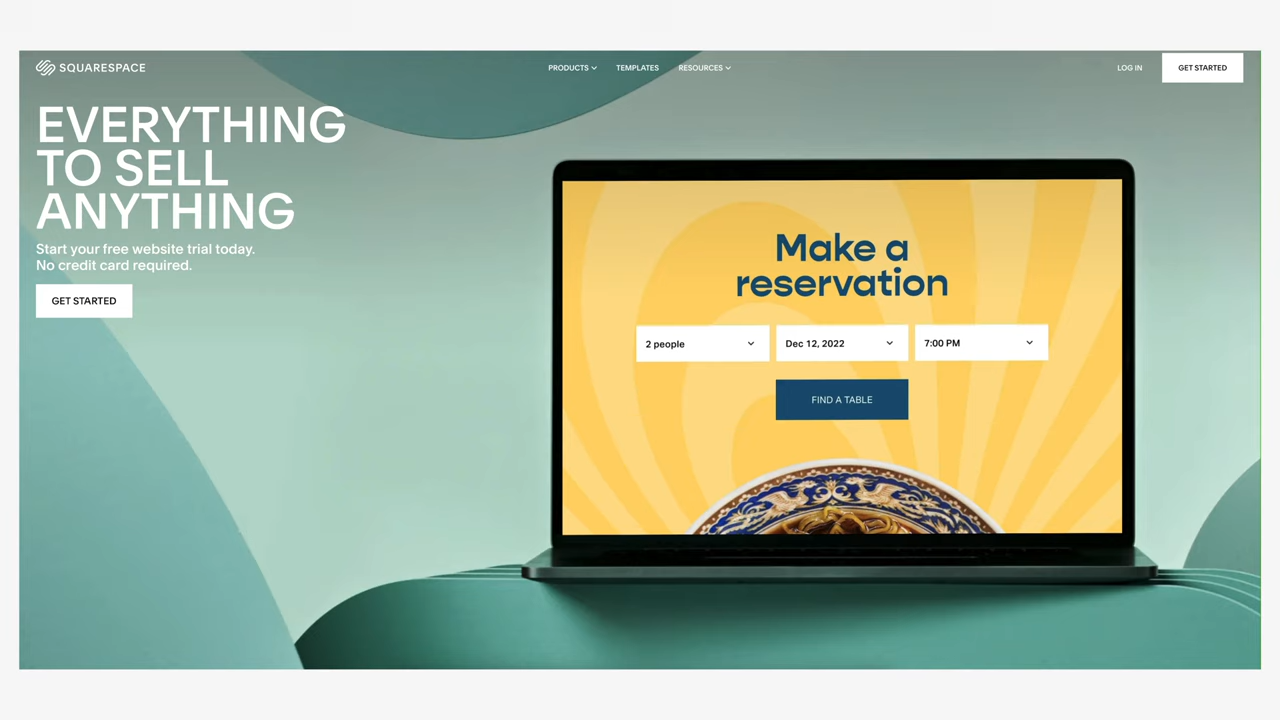 SQUARESPACE
PRODUCTS
TEMPLATES
RESOURCES
LOG IN
GET STARTED
EVERYTHING
TO SELL
ANYTHING
Start your free website trial today.
No credit card required.
GET STARTED
Make a
reservation
2 people
Dec 12, 2022
7:00 PM
FIND A TABLE